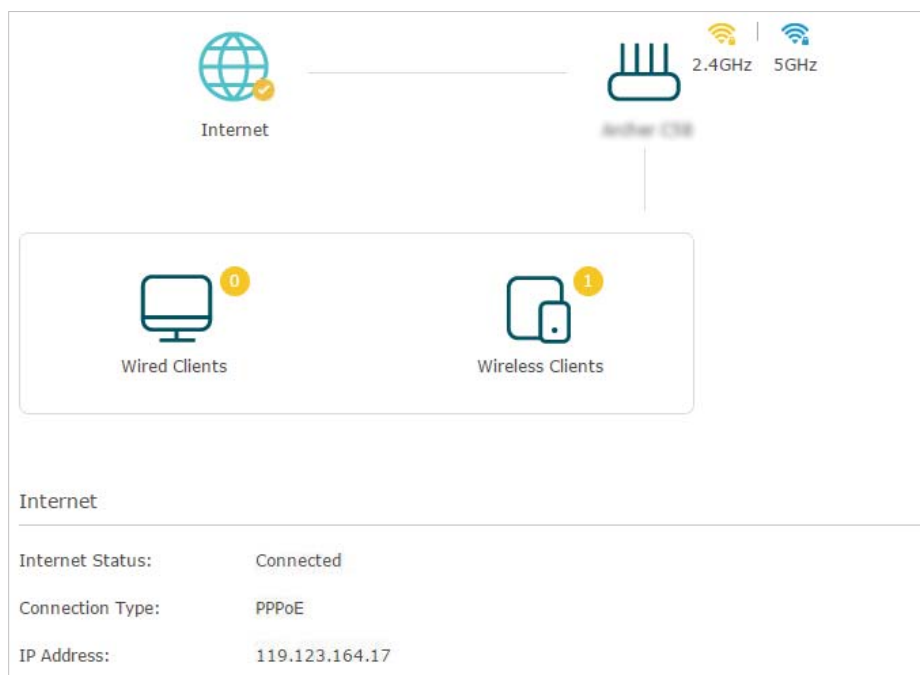 2.4GHz 5GHz
Internet
0
1
Wired Clients
Wireless Clients
Internet
Internet Status: Connected
Connection Type: PPPoE
IP Address: 119.123.164.17